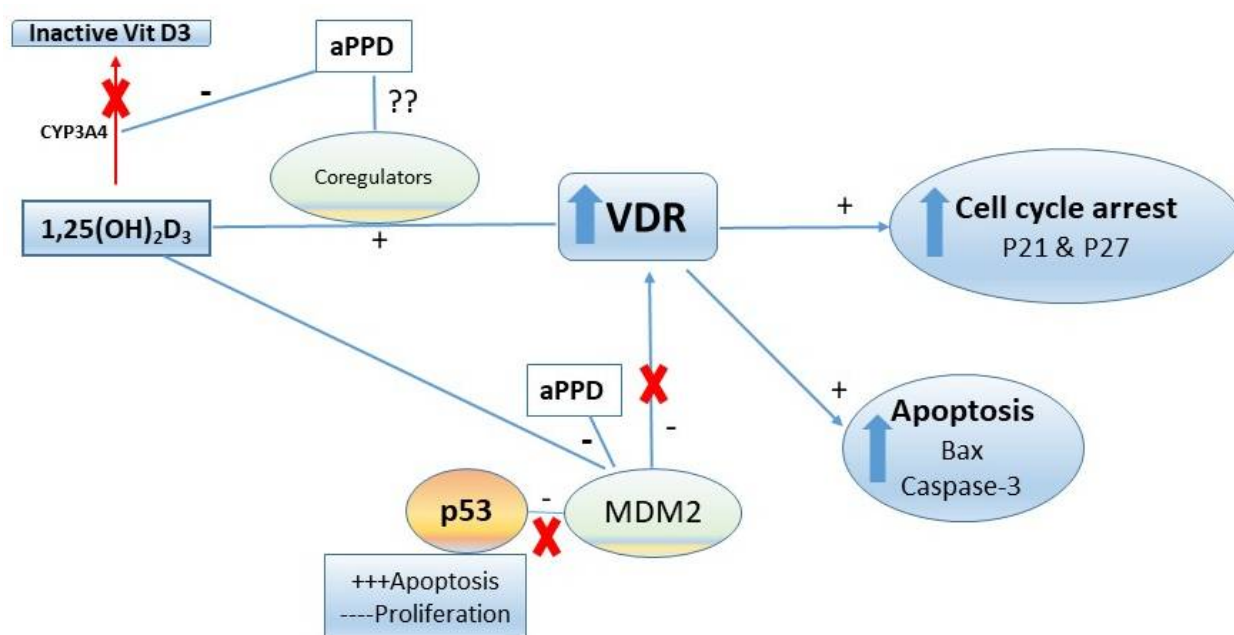 Inactive Vit D3
aPPD
-
??
CYP3A4
Coregulators
1,25(OH)₂D₃
+
VDR
+
Cell cycle arrest
P21 & P27
aPPD
-
-
+
Apoptosis
Bax
Caspase-3
p53
-
MDM2
+++Apoptosis
----Proliferation